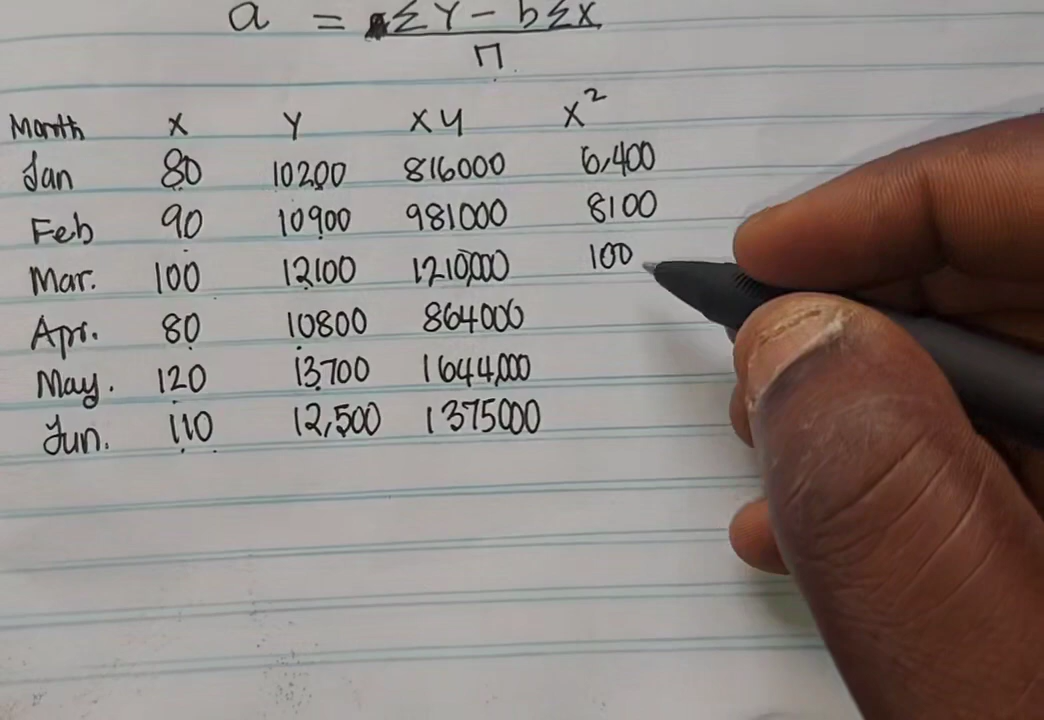 a = ΣY - bΣX
n
Month X Y XY X²
Jan 80 10200 816000 6,400
Feb 90 10900 981000 8100
Mar. 100 12100 1210,000 100
Apr. 80 10800 864000
May. 120 13700 1644,000
Jun. 110 12,500 1375000